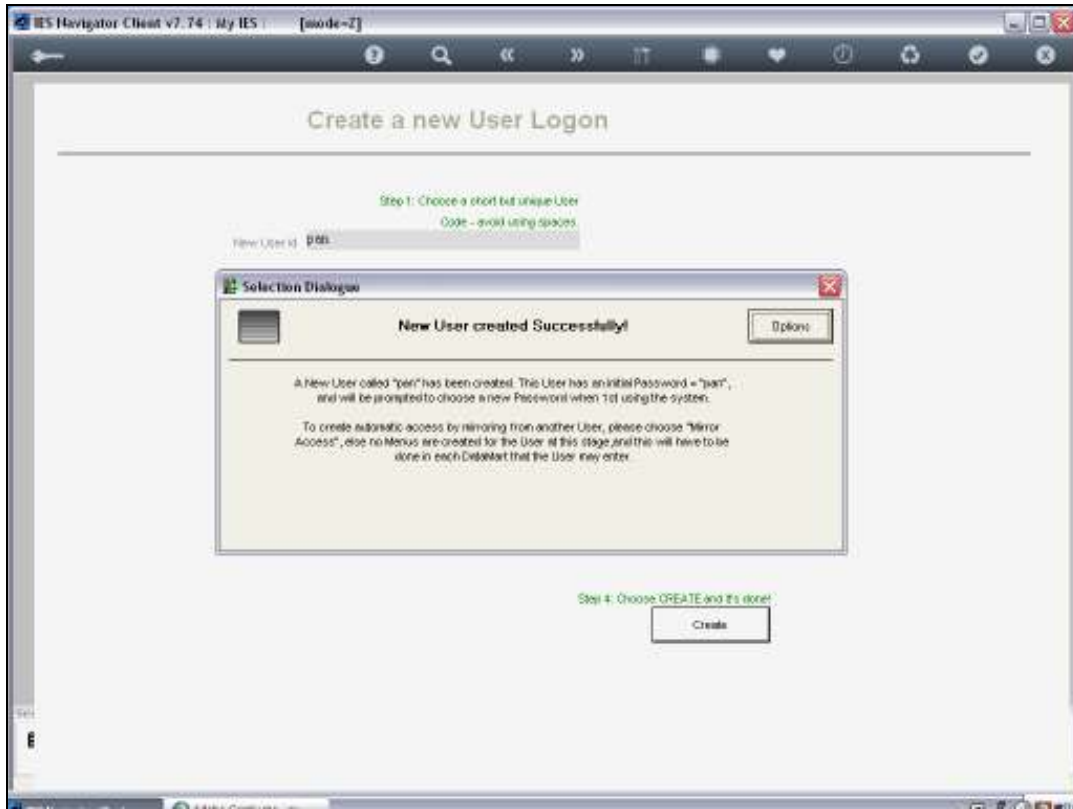 IES Navigator Client v7.74 : My IES : [mode=Z]
Create a new User Logon
Step 1: Choose a short but unique User
Code - avoid using spaces
New User id pan
Selection Dialogue
New User created Successfully!
Options
A New User called "pan" has been created. This User has an initial Password = "pan",
and will be prompted to choose a new Password when 1st using the system.
To create automatic access by mirroring from another User, please choose "Mirror
Access", else no Menus are created for the User at this stage,and this will have to be
done in each DataMart that the User may enter.
Step 4: Choose CREATE and it's done!
Create